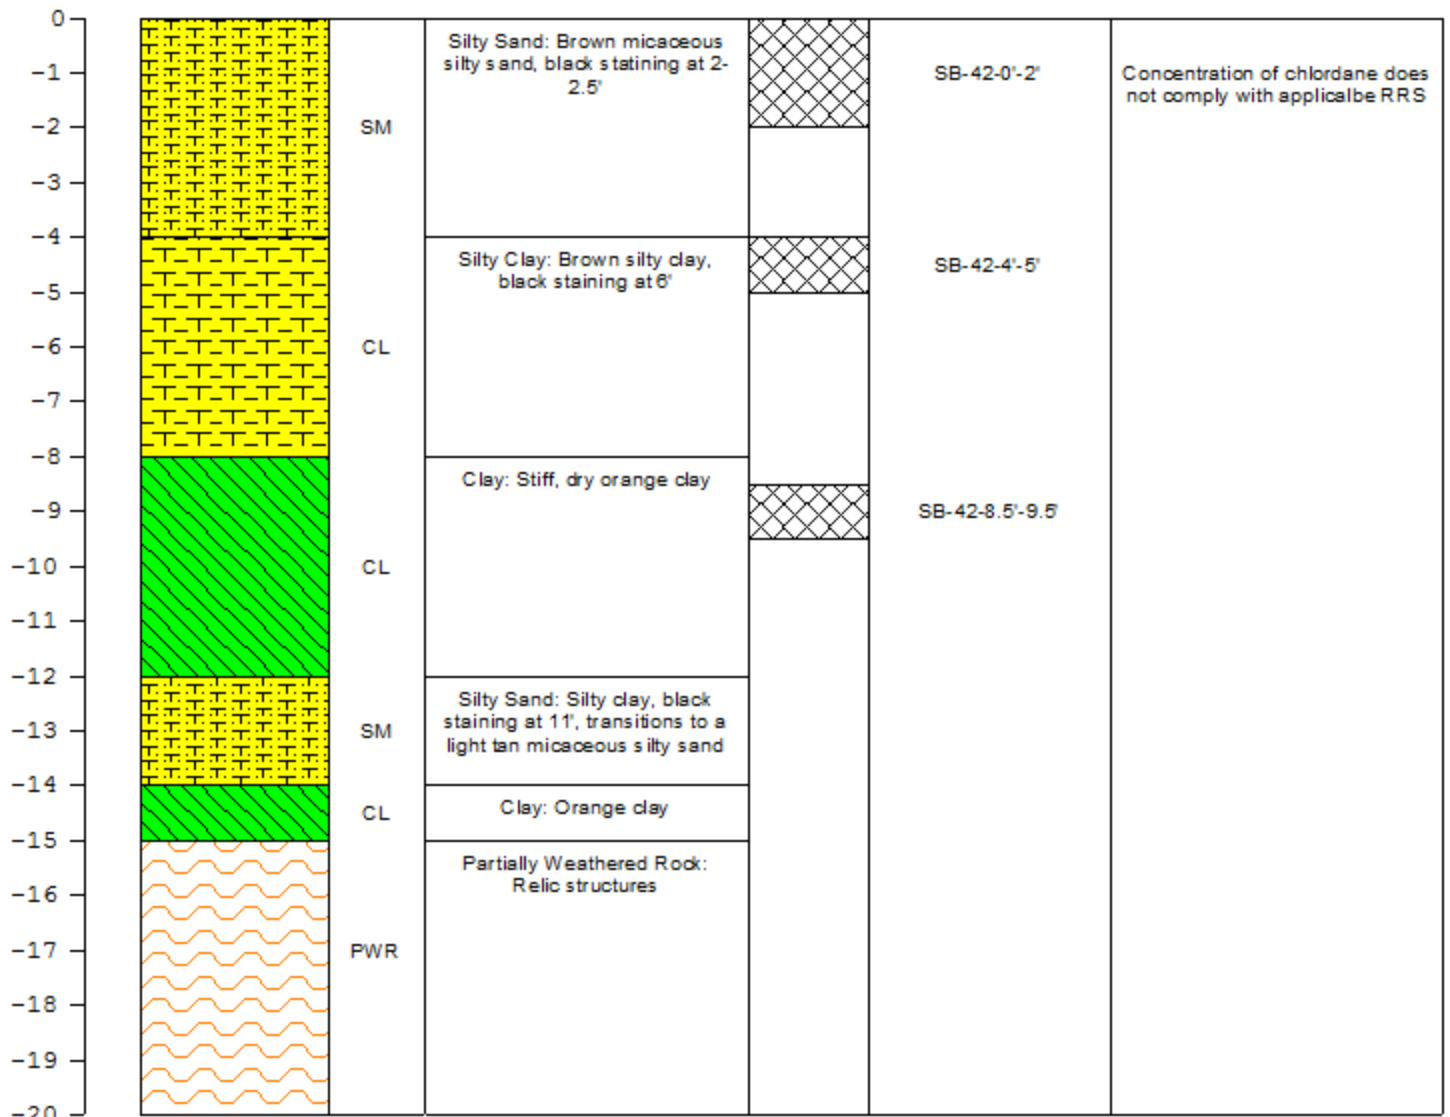 0
-1
-2
-3
-4
-5
-6
-7
-8
-9
-10
-11
-12
-13
-14
-15
-16
-17
-18
-19
-20
SM
CL
CL
SM
CL
PWR
Silty Sand: Brown micaceous
silty sand, black statining at 2-
2.5'
Silty Clay: Brown silty clay,
black staining at 6'
Clay: Stiff, dry orange clay
Silty Sand: Silty clay, black
staining at 11', transitions to a
light tan micaceous silty sand
Clay: Orange clay
Partially Weathered Rock:
Relic structures
SB-42-0'-2'
SB-42-4'-5'
SB-42-8.5'-9.5'
Concentration of chlordane does
not comply with applicalbe RRS